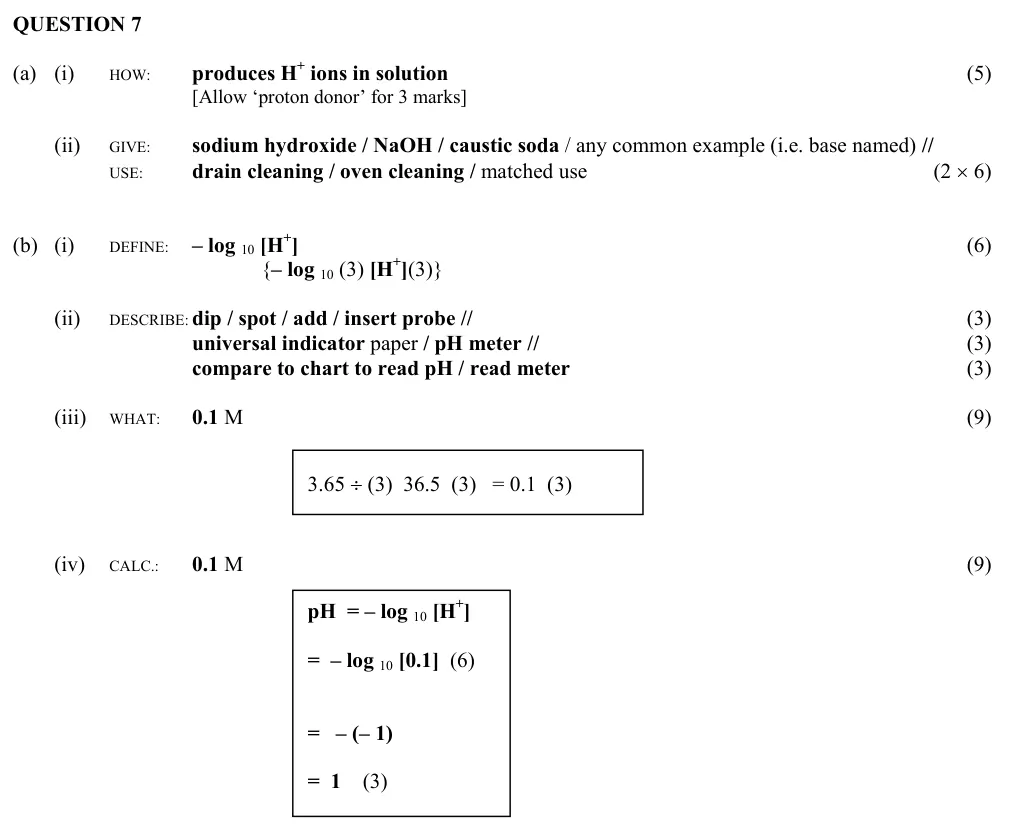 QUESTION 7
(a) (i) HOW: produces H⁺ ions in solution (5)
[Allow ‘proton donor’ for 3 marks]
(ii) GIVE: sodium hydroxide / NaOH / caustic soda / any common example (i.e. base named) //
USE: drain cleaning / oven cleaning / matched use (2 × 6)
(b) (i) DEFINE: – log ₁₀ [H⁺] (6)
{– log ₁₀ (3) [H⁺](3)}
(ii) DESCRIBE: dip / spot / add / insert probe // (3)
universal indicator paper / pH meter // (3)
compare to chart to read pH / read meter (3)
(iii) WHAT: 0.1 M (9)
3.65 ÷ (3) 36.5 (3) = 0.1 (3)
(iv) CALC.: 0.1 M (9)
pH = – log ₁₀ [H⁺]
= – log ₁₀ [0.1] (6)
= – (– 1)
= 1 (3)